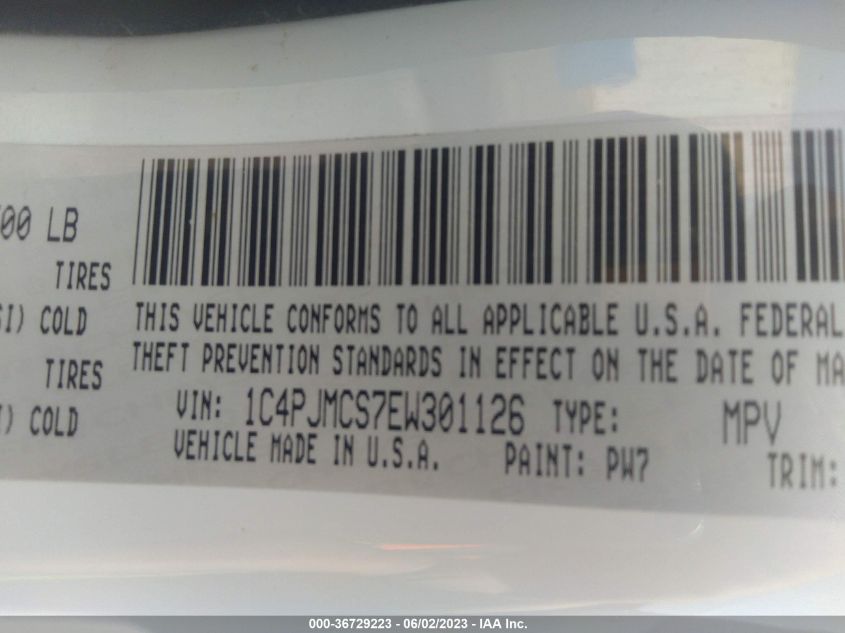 00 LB
TIRES
SI) COLD
TIRES
I) COLD
THIS VEHICLE CONFORMS TO ALL APPLICABLE U.S.A. FEDERAL
THEFT PREVENTION STANDARDS IN EFFECT ON THE DATE OF MA
VIN: 1C4PJMCS7EW301126 TYPE: MPV
VEHICLE MADE IN U.S.A. PAINT: PW7 TRIM:
000-36729223 - 06/02/2023 - IAA Inc.